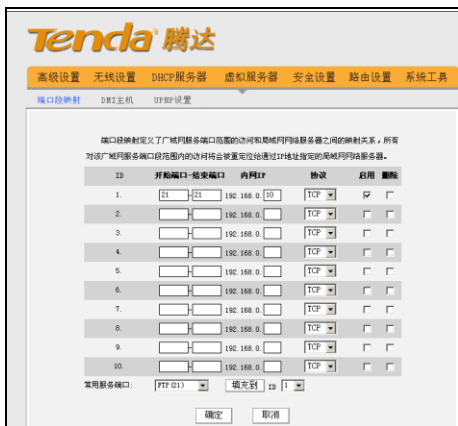 Tenda 腾达
高级设置 无线设置 DHCP服务器 虚拟服务器 安全设置 路由设置 系统工具
端口段映射 DMZ主机 UPNP设置
端口段映射定义了广域网服务端口范围的访问和局域网网络服务器之间的映射关系，所有
对该广域网服务端口段范围内的访问将会被重定位给通过IP地址指定的局域网网络服务器。
ID 开始端口-结束端口 内网IP 协议 启用 删除
1. 21 - 21 192.168.0. 10 TCP
2. - 192.168.0. TCP
3. - 192.168.0. TCP
4. - 192.168.0. TCP
5. - 192.168.0. TCP
6. - 192.168.0. TCP
7. - 192.168.0. TCP
8. - 192.168.0. TCP
9. - 192.168.0. TCP
10. - 192.168.0. TCP
常用服务端口: FTP(21) 填充到 ID 1
确定 取消